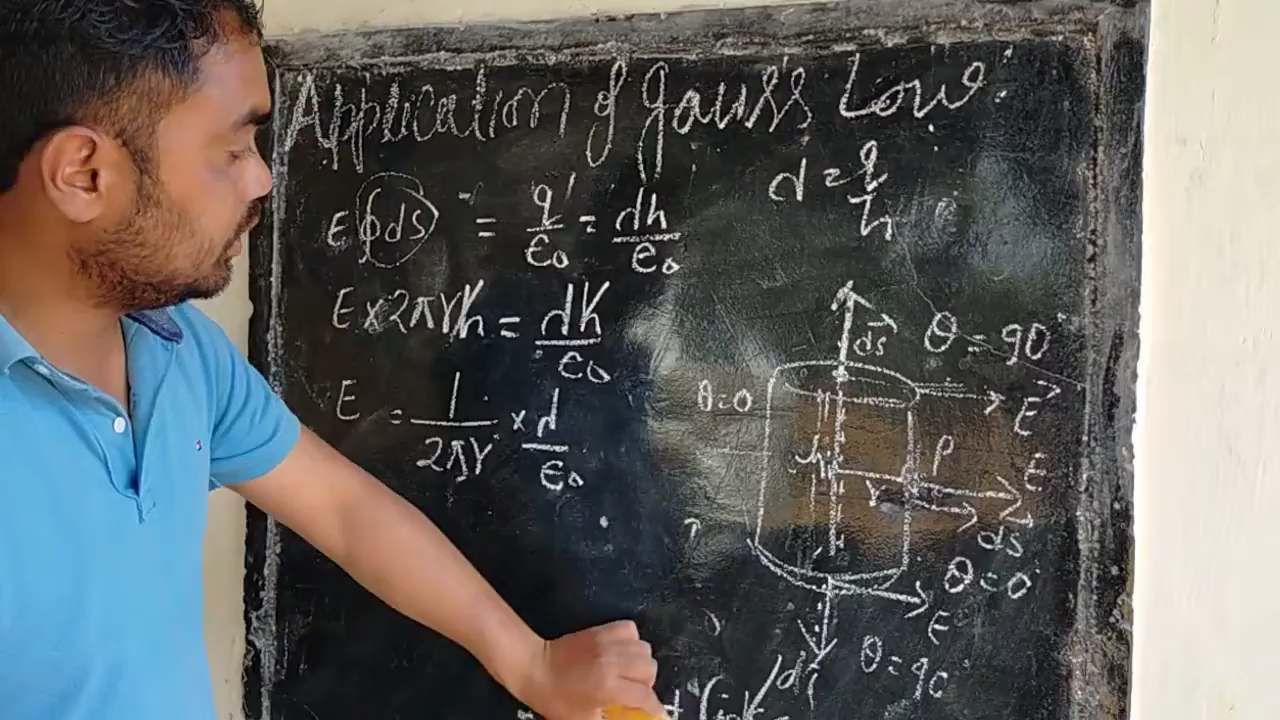 Application of Gauss's Low:
λ = q/h
E∮ds = q/ε₀ = λh/ε₀
E×2πrh = λh/ε₀
E = 1/2πr × λ/ε₀
ds θ = 90°
θ=0 E
h P E
r
ds
θ = 0°
E
ds θ = 90